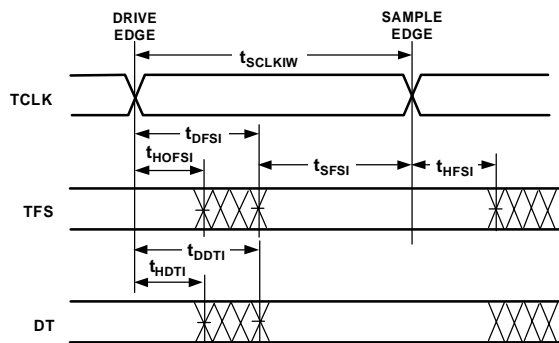 DRIVE
EDGE
SAMPLE
EDGE
tSCLKIW
TCLK
tDFSI
tHOFSI
tSFSI
tHFSI
TFS
tDDTI
tHDTI
DT